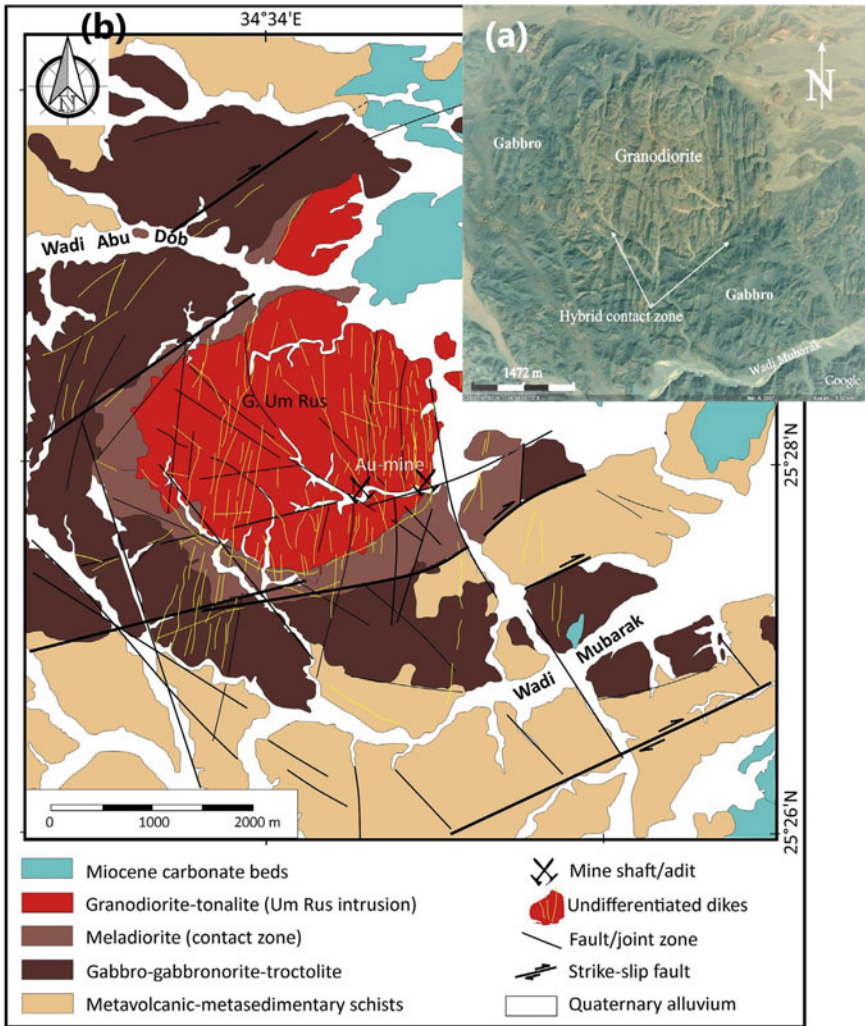 (b)
34°34'E
N
(a)
N
Gabbro
Granodiorite
Gabbro
Hybrid contact zone
Wadi Mubarak
1472 m
Google
Wadi Abu Dob
G. Um Rus
Au-mine
25°28'N
Wadi Mubarak
25°26'N
0 1000 2000 m
Miocene carbonate beds
Granodiorite-tonalite (Um Rus intrusion)
Meladiorite (contact zone)
Gabbro-gabbronorite-troctolite
Metavolcanic-metasedimentary schists
Mine shaft/adit
Undifferentiated dikes
Fault/joint zone
Strike-slip fault
Quaternary alluvium